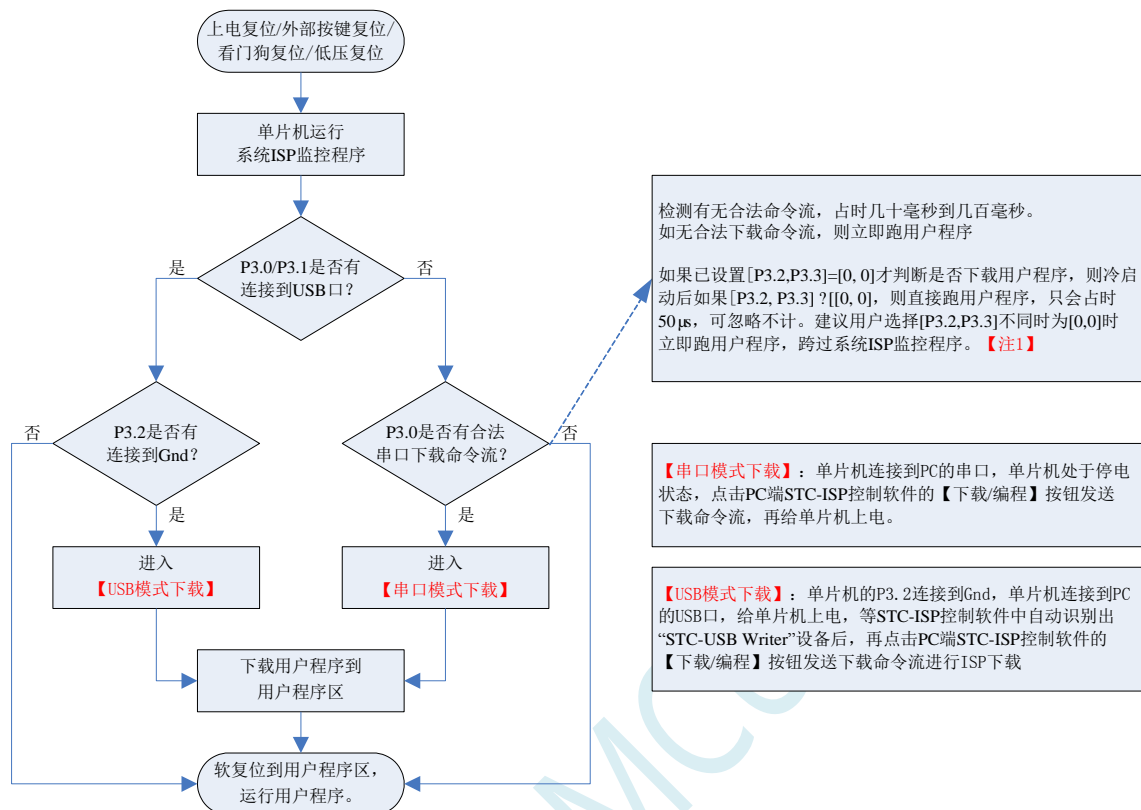 上电复位/外部按键复位/
看门狗复位/低压复位
单片机运行
系统ISP监控程序
P3.0/P3.1是否有
连接到USB口？
是
否
P3.2是否有
连接到Gnd？
否
是
P3.0是否有合法
串口下载命令流？
否
是
进入
【USB模式下载】
进入
【串口模式下载】
下载用户程序到
用户程序区
软复位到用户程序区，
运行用户程序。
检测有无合法命令流，占时几十毫秒到几百毫秒。
如无合法下载命令流，则立即跑用户程序
如果已设置[P3.2,P3.3]=[0, 0]才判断是否下载用户程序，则冷启
动后如果[P3.2, P3.3] ?[[0, 0]，则直接跑用户程序，只会占时
50μs，可忽略不计。建议用户选择[P3.2,P3.3]不同时为[0,0]时
立即跑用户程序，跨过系统ISP监控程序。【注1】
【串口模式下载】：单片机连接到PC的串口，单片机处于停电
状态，点击PC端STC-ISP控制软件的【下载/编程】按钮发送
下载命令流，再给单片机上电。
【USB模式下载】：单片机的P3.2连接到Gnd，单片机连接到PC
的USB口，给单片机上电，等STC-ISP控制软件中自动识别出
“STC-USB Writer”设备后，再点击PC端STC-ISP控制软件的
【下载/编程】按钮发送下载命令流进行ISP下载
MC